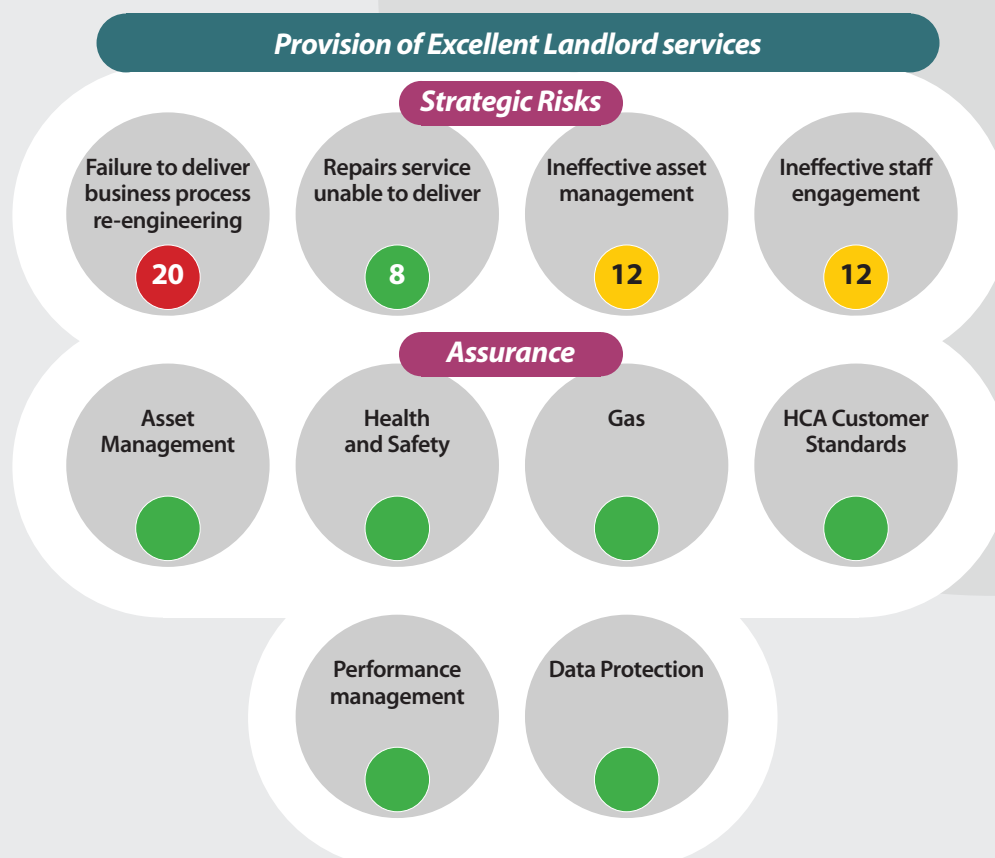 Provision of Excellent Landlord services
Strategic Risks
Failure to deliver
business process
re-engineering
20
Repairs service
unable to deliver
8
Ineffective asset
management
12
Ineffective staff
engagement
12
Assurance
Asset
Management
Health
and Safety
Gas
HCA Customer
Standards
Performance
management
Data Protection